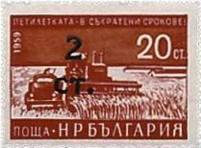 ПЕТИЛЕТКАТА - В СЪКРАТЕНИ СРОКОВЕ!
1959
20 СТ.
2
СТ.
ПОЩА НР БЪЛГАРИЯ